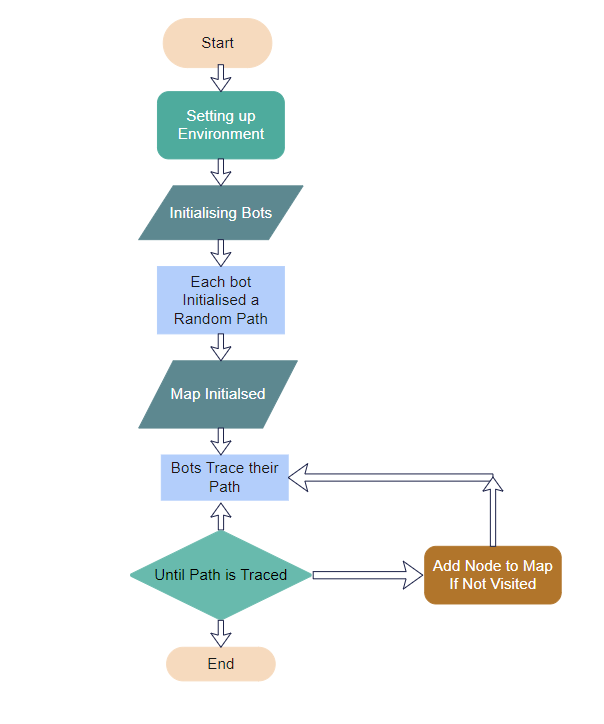 Start
Setting up
Environment
Initialising Bots
Each bot
Initialised a
Random Path
Map Initialsed
Bots Trace their
Path
Until Path is Traced
Add Node to Map
If Not Visited
End